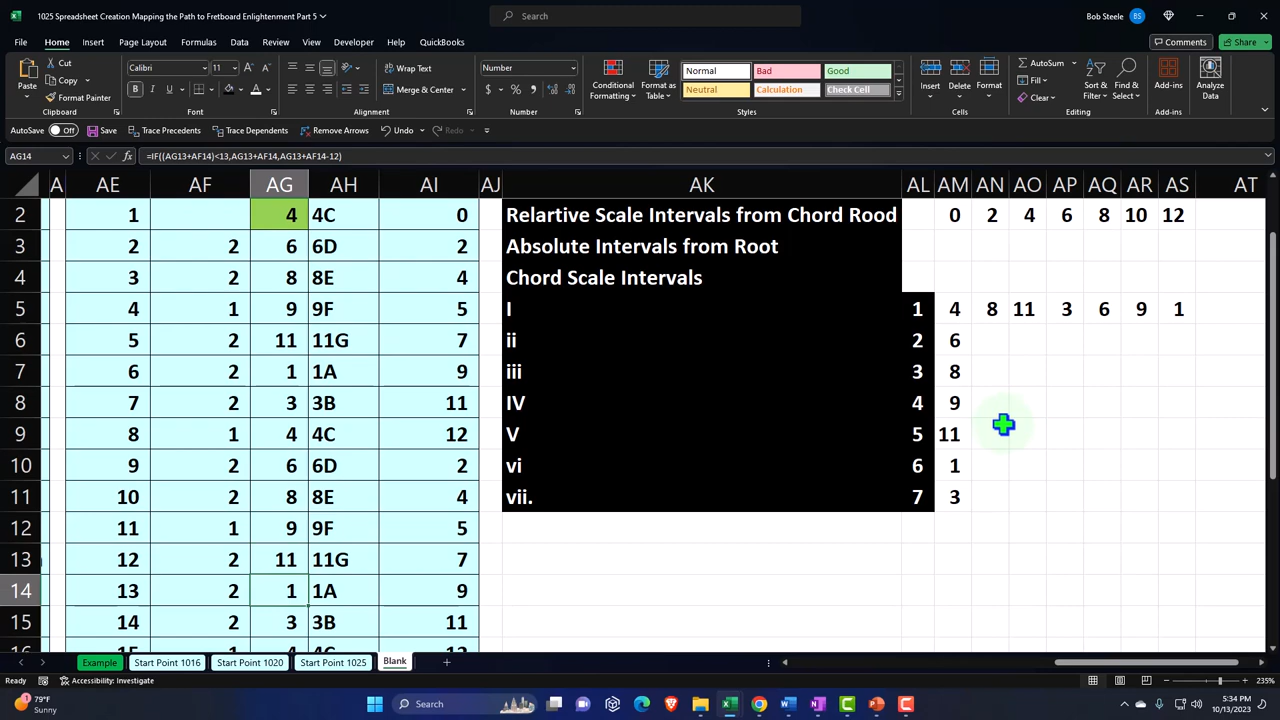 1025 Spreadsheet Creation Mapping the Path to Fretboard Enlightenment Part 5
Search
Bob Steele BS
File Home Insert Page Layout Formulas Data Review View Developer Automate Help QuickBooks
Comments Share
Paste
Cut
Copy
Format Painter
Clipboard
Calibri 11
B I U
Font
Wrap Text
Merge & Center
Alignment
Number
$ % 9
Number
Conditional Formatting
Format as Table
Normal Bad Good
Neutral Calculation Check Cell
Styles
Insert Delete Format
Cells
AutoSum
Fill
Clear
Sort & Filter
Find & Select
Editing
Add-ins
Add-ins
Analyze Data
AutoSave Off Save Trace Precedents Trace Dependents Remove Arrows Undo Redo
AG14 fx =IF((AG13+AF14)<13,AG13+AF14,AG13+AF14-12)
A AE AF AG AH AI AJ AK AL AM AN AO AP AQ AR AS AT
2 1 4 4C 0 Relartive Scale Intervals from Chord Rood 0 2 4 6 8 10 12
3 2 2 6 6D 2 Absolute Intervals from Root
4 3 2 8 8E 4 Chord Scale Intervals
5 4 1 9 9F 5 I 1 4 8 11 3 6 9 1
6 5 2 11 11G 7 ii 2 6
7 6 2 1 1A 9 iii 3 8
8 7 2 3 3B 11 IV 4 9
9 8 1 4 4C 12 V 5 11
10 9 2 6 6D 2 vi 6 1
11 10 2 8 8E 4 vii. 7 3
12 11 1 9 9F 5
13 12 2 11 11G 7
14 13 2 1 1A 9
15 14 2 3 3B 11
16 15 1 4 4C 12
Example Start Point 1016 Start Point 1020 Start Point 1025 Blank
Ready Accessibility: Investigate 235%
79°F
Sunny
Search
5:34 PM
10/13/2023